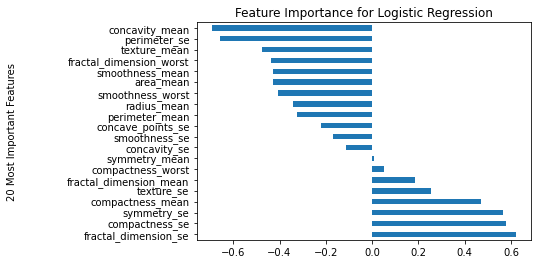 Feature Importance for Logistic Regression
20 Most Important Features
concavity_mean
perimeter_se
texture_mean
fractal_dimension_worst
smoothness_mean
area_mean
smoothness_worst
radius_mean
perimeter_mean
concave_points_se
smoothness_se
concavity_se
symmetry_mean
compactness_worst
fractal_dimension_mean
texture_se
compactness_mean
symmetry_se
compactness_se
fractal_dimension_se
−0.6 −0.4 −0.2 0.0 0.2 0.4 0.6